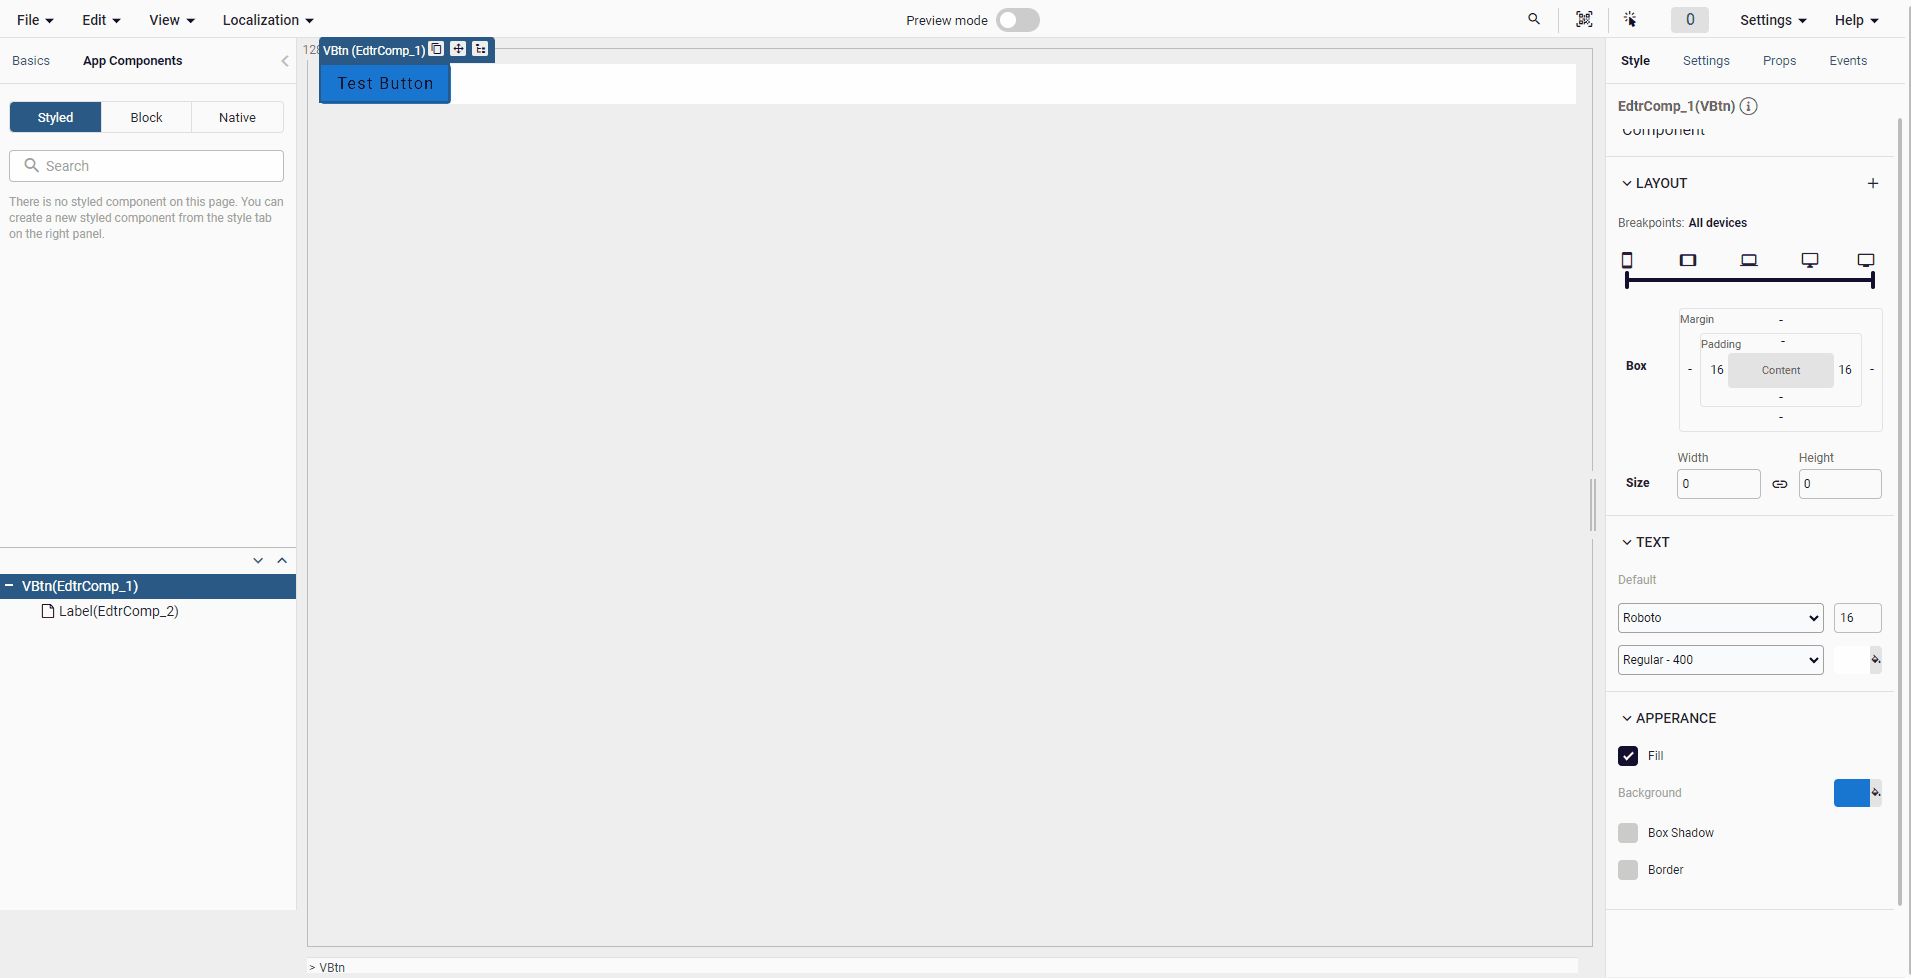 File Edit View Localization Preview mode 0 Settings Help
Basics App Components
Styled Block Native
Search
There is no styled component on this page. You can
create a new styled component from the style tab
on the right panel.
VBtn(EdtrComp_1)
Label(EdtrComp_2)
128
VBtn (EdtrComp_1)
Test Button
> VBtn
Style Settings Props Events
EdtrComp_1(VBtn)
Component
LAYOUT +
Breakpoints: All devices
Margin -
Padding -
Box - 16 Content 16 -
-
-
Width Height
Size 0 0
TEXT
Default
Roboto 16
Regular - 400
APPERANCE
Fill
Background
Box Shadow
Border